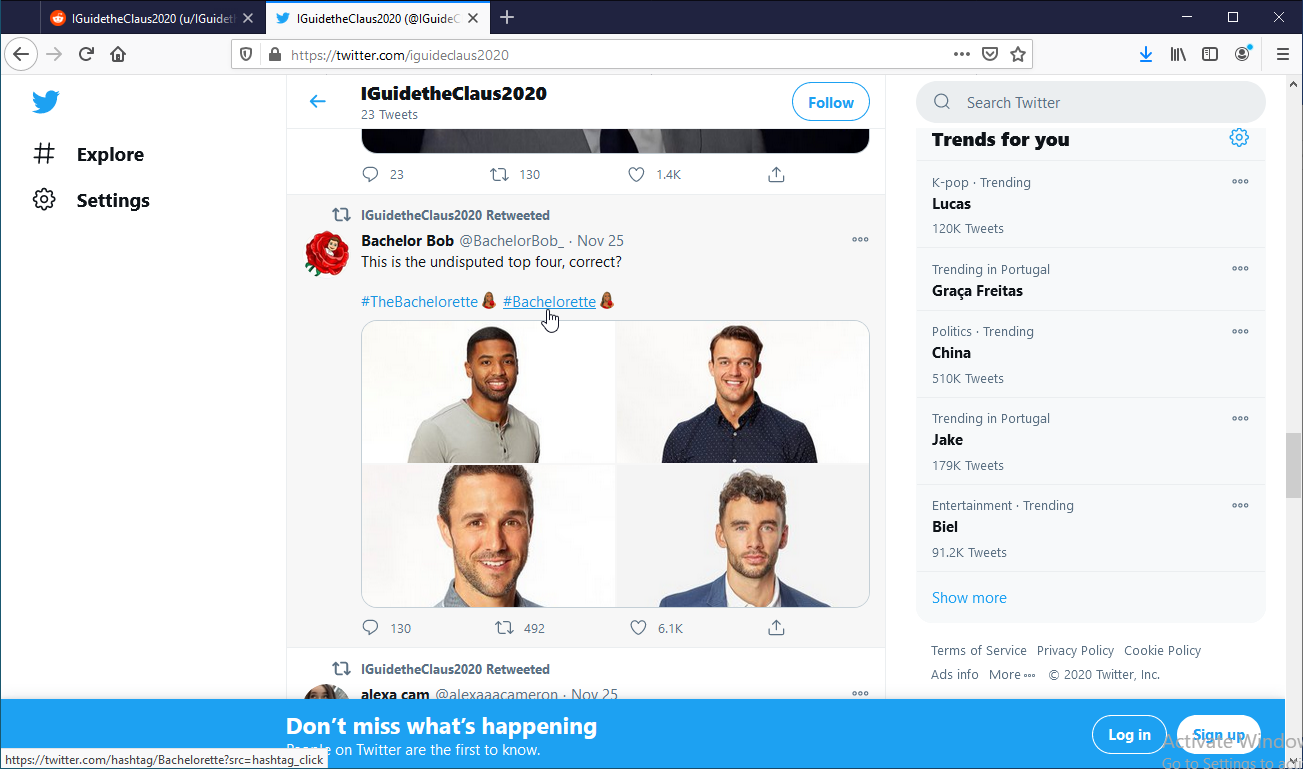 IGuidetheClaus2020 (u/IGuidet
IGuidetheClaus2020 (@IGuideC
https://twitter.com/iguideclaus2020
Explore
Settings
IGuidetheClaus2020
23 Tweets
Follow
23 130 1.4K
IGuidetheClaus2020 Retweeted
Bachelor Bob @BachelorBob_ · Nov 25
This is the undisputed top four, correct?
#TheBachelorette #Bachelorette
130 492 6.1K
IGuidetheClaus2020 Retweeted
alexa cam @alexaaacameron · Nov 25
Search Twitter
Trends for you
K-pop · Trending
Lucas
120K Tweets
Trending in Portugal
Graça Freitas
Politics · Trending
China
510K Tweets
Trending in Portugal
Jake
179K Tweets
Entertainment · Trending
Biel
91.2K Tweets
Show more
Terms of Service Privacy Policy Cookie Policy
Ads info More © 2020 Twitter, Inc.
Don’t miss what’s happening
People on Twitter are the first to know.
Log in Sign up
Activate Windows
Go to Settings to acti
https://twitter.com/hashtag/Bachelorette?src=hashtag_click